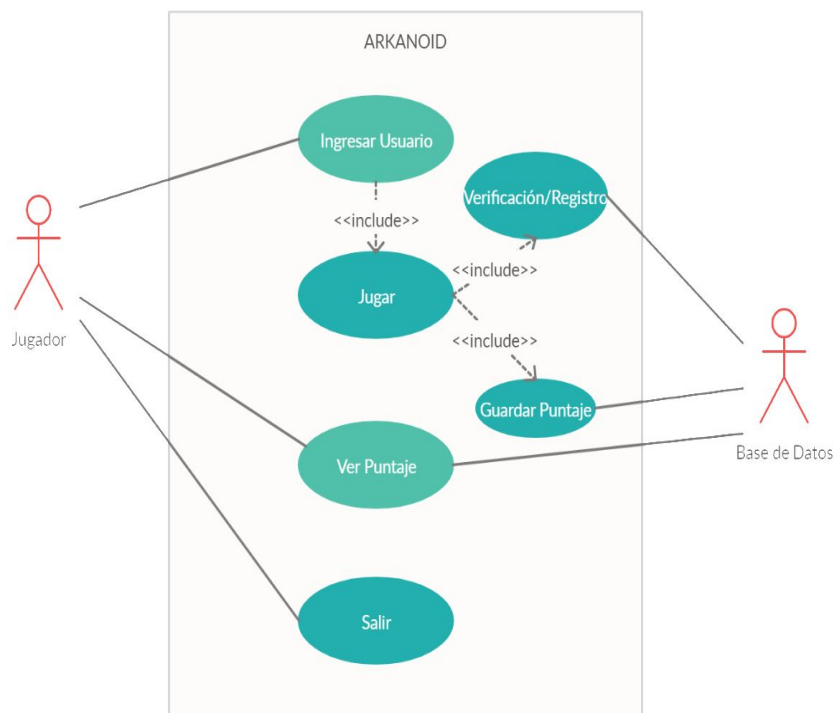 ARKANOID
Ingresar Usuario
Verificación/Registro
<<include>>
<<include>>
Jugar
Jugador
<<include>>
Guardar Puntaje
Base de Datos
Ver Puntaje
Salir